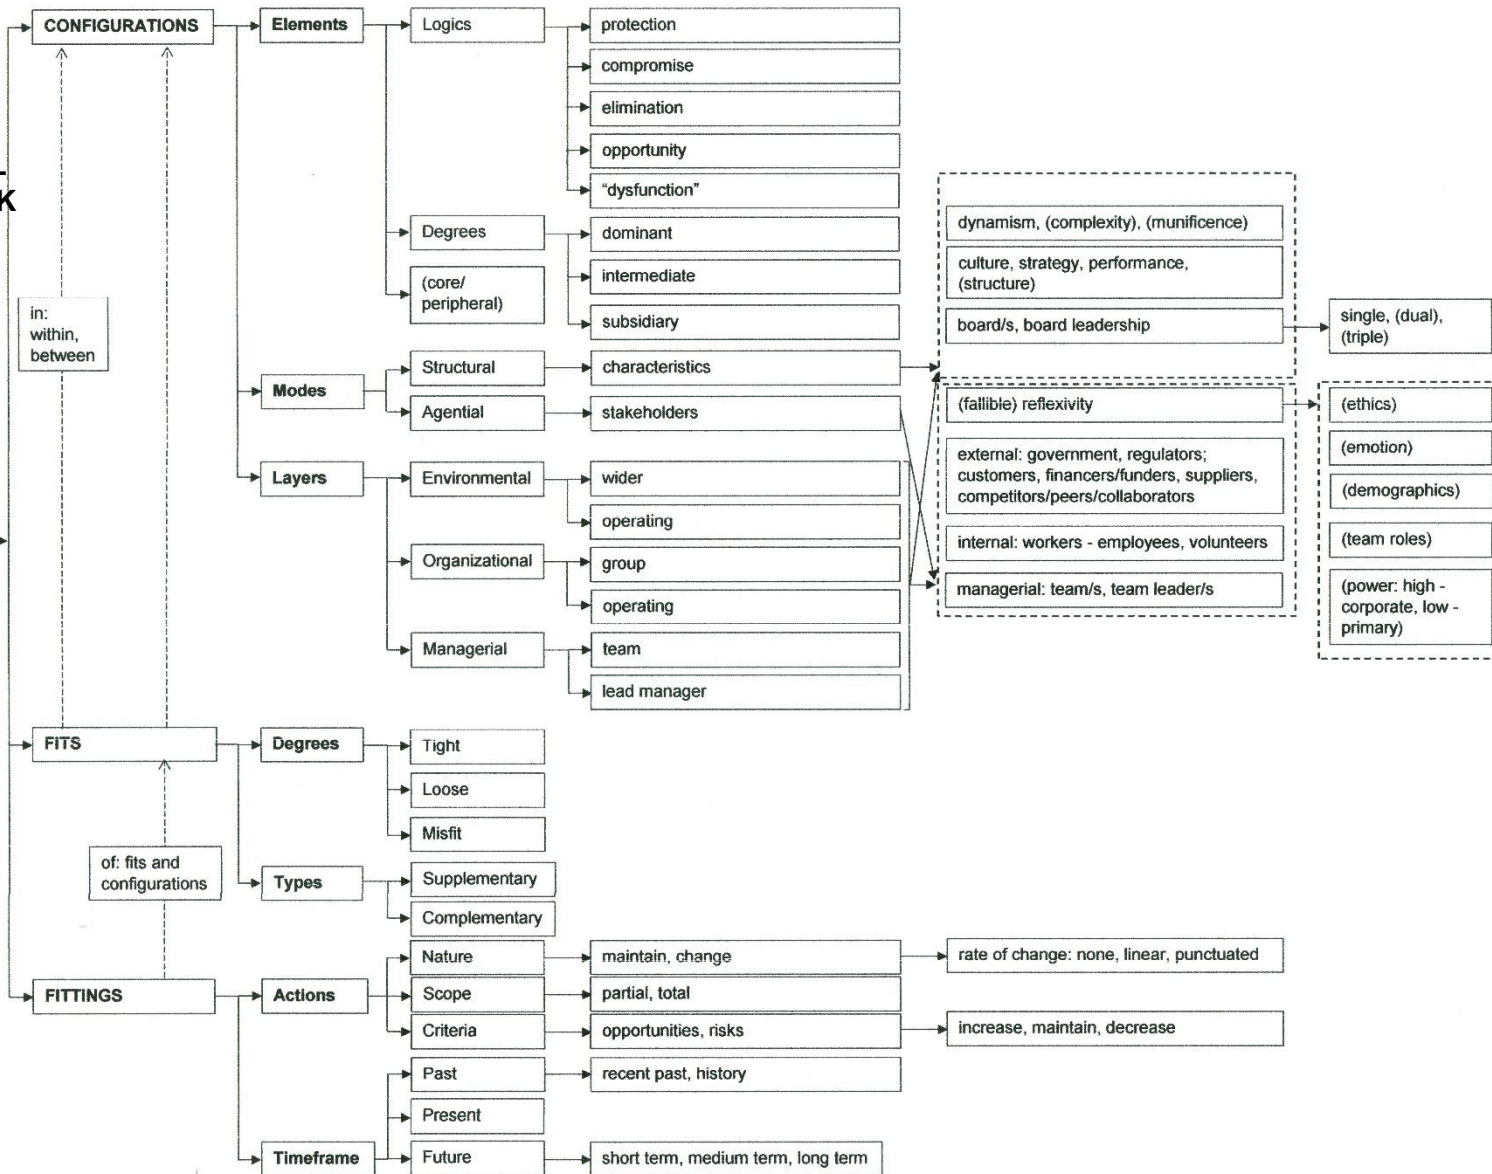 CONFIGURATIONS
Elements
Logics
protection
compromise
elimination
opportunity
“dysfunction”
K
Degrees
dominant
(core/
peripheral)
intermediate
subsidiary
in:
within,
between
Modes
Structural
characteristics
Agential
stakeholders
dynamism, (complexity), (munificence)
culture, strategy, performance,
(structure)
board/s, board leadership
single, (dual),
(triple)
(fallible) reflexivity
(ethics)
(emotion)
(demographics)
(team roles)
(power: high -
corporate, low -
primary)
external: government, regulators;
customers, financers/funders, suppliers,
competitors/peers/collaborators
internal: workers - employees, volunteers
managerial: team/s, team leader/s
Layers
Environmental
wider
operating
Organizational
group
operating
Managerial
team
lead manager
FITS
Degrees
Tight
Loose
Misfit
of: fits and
configurations
Types
Supplementary
Complementary
FITTINGS
Actions
Nature
maintain, change
rate of change: none, linear, punctuated
Scope
partial, total
Criteria
opportunities, risks
increase, maintain, decrease
Timeframe
Past
recent past, history
Present
Future
short term, medium term, long term